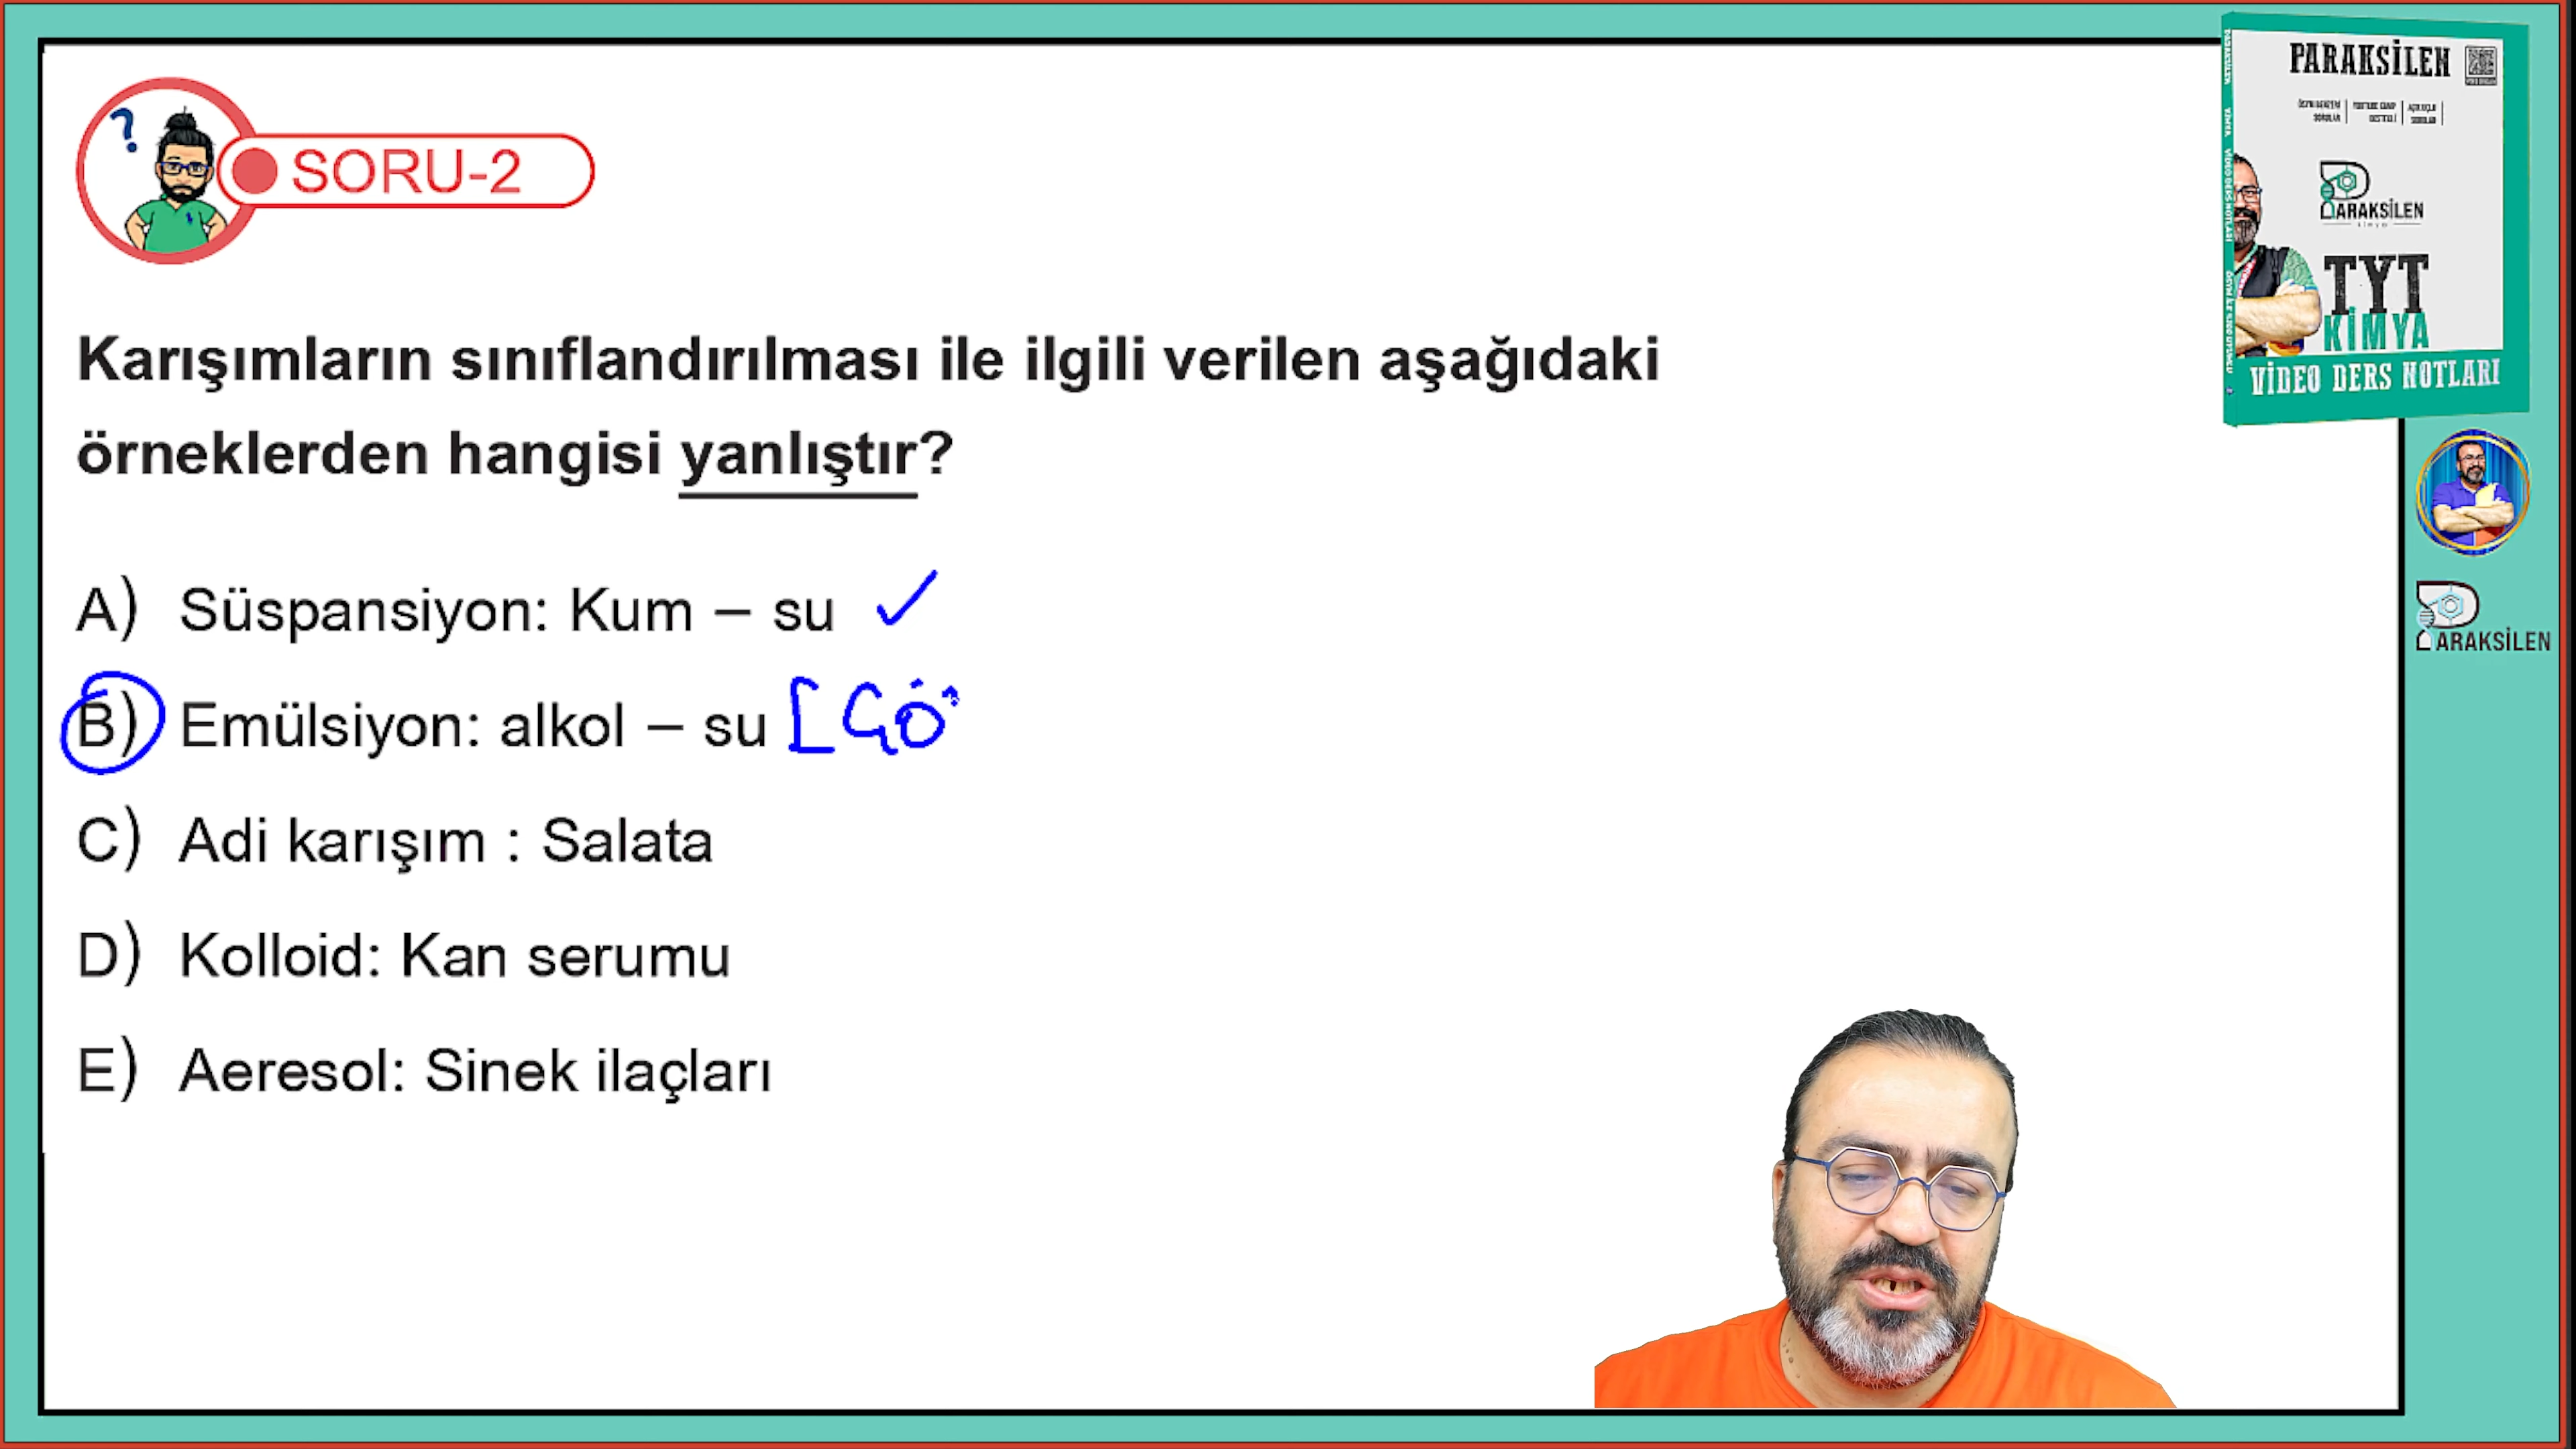 ?
SORU-2
Karışımların sınıflandırılması ile ilgili verilen aşağıdaki
örneklerden hangisi yanlıştır?
A) Süspansiyon: Kum – su ✓
B) Emülsiyon: alkol – su [ÇÖ
C) Adi karışım : Salata
D) Kolloid: Kan serumu
E) Aeresol: Sinek ilaçları
PARAKSİLEN
PARAKSİLEN
TYT
KİMYA
VİDEO DERS NOTLARI
PARAKSİLEN